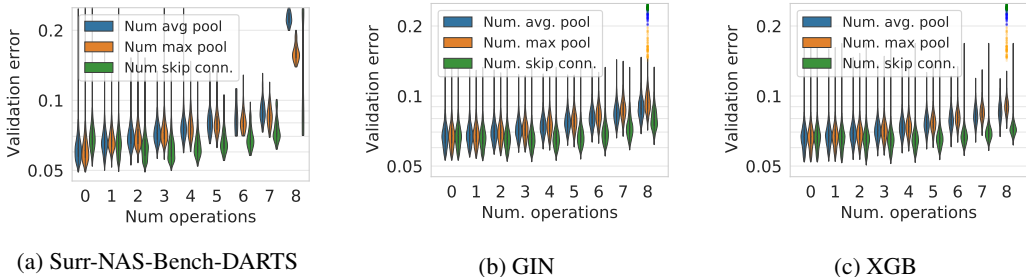 Validation error
0.2
0.1
0.05
Num avg pool
Num max pool
Num skip conn.
0 1 2 3 4 5 6 7 8
Num operations
(a) Surr-NAS-Bench-DARTS
Validation error
0.2
0.1
0.05
Num. avg. pool
Num. max pool
Num. skip conn.
0 1 2 3 4 5 6 7 8
Num. operations
(b) GIN
Validation error
0.2
0.1
0.05
Num. avg. pool
Num. max pool
Num. skip conn.
0 1 2 3 4 5 6 7 8
Num. operations
(c) XGB